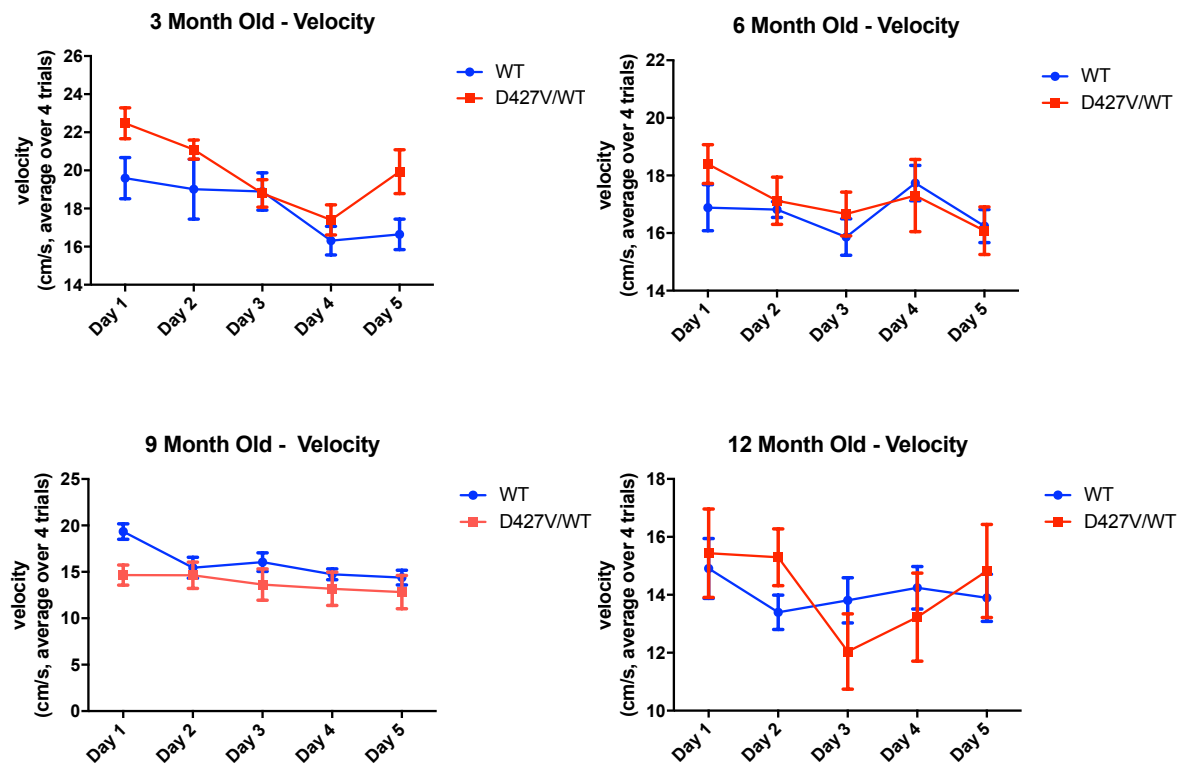 3 Month Old - Velocity
velocity
(cm/s, average over 4 trials)
26
24
22
20
18
16
14
Day 1
Day 2
Day 3
Day 4
Day 5
WT
D427V/WT
6 Month Old - Velocity
velocity
(cm/s, average over 4 trials)
22
20
18
16
14
Day 1
Day 2
Day 3
Day 4
Day 5
WT
D427V/WT
9 Month Old - Velocity
velocity
(cm/s, average over 4 trials)
25
20
15
10
5
0
Day 1
Day 2
Day 3
Day 4
Day 5
WT
D427V/WT
12 Month Old - Velocity
velocity
(cm/s, average over 4 trials)
18
16
14
12
10
Day 1
Day 2
Day 3
Day 4
Day 5
WT
D427V/WT